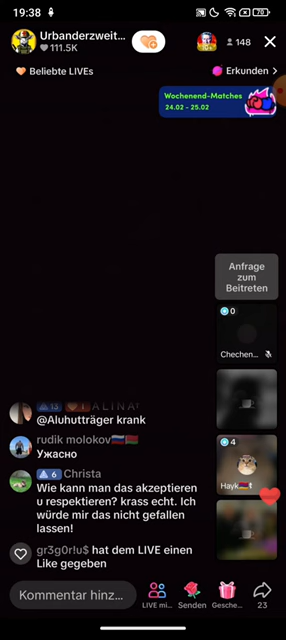 19:38
70
Urbanderzweit...
111.5K
148
Beliebte LIVEs
Erkunden
Wochenend-Matches
24.02 - 25.02
Anfrage
zum
Beitreten
0
Chechen...
13 1 A L I N A!
@Aluhutträger krank
rudik molokov🇷🇺🇧🇾
Ужасно
4
Hayk🇦🇲t
6 Christa
Wie kann man das akzeptieren
u respektieren? krass echt. Ich
würde mir das nicht gefallen
lassen!
gr3g0r!u$ hat dem LIVE einen
Like gegeben
Kommentar hinz...
LIVE mi...
Senden
Gesche...
23